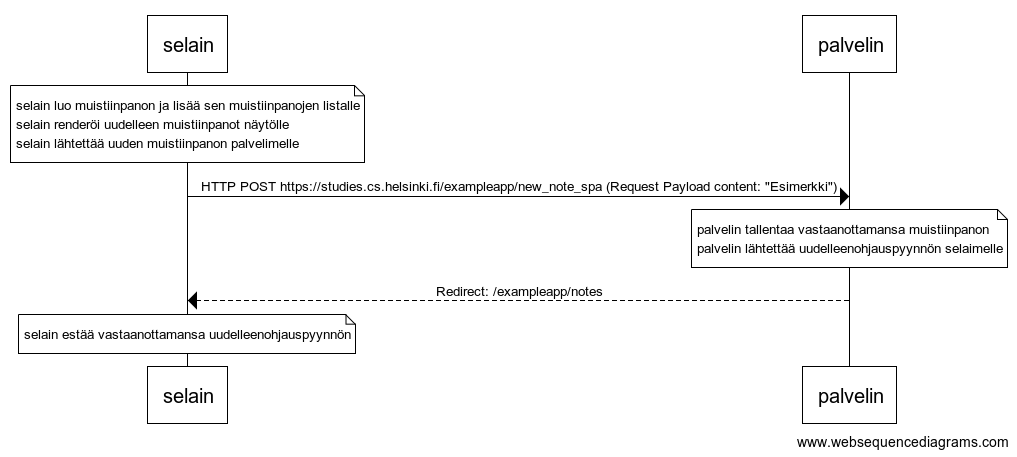 selain
palvelin
selain luo muistiinpanon ja lisää sen muistiinpanojen listalle
selain renderöi uudelleen muistiinpanot näytölle
selain lähtettää uuden muistiinpanon palvelimelle
HTTP POST https://studies.cs.helsinki.fi/exampleapp/new_note_spa (Request Payload content: "Esimerkki")
palvelin tallentaa vastaanottamansa muistiinpanon
palvelin lähtettää uudelleenohjauspyynnön selaimelle
Redirect: /exampleapp/notes
selain estää vastaanottamansa uudelleenohjauspyynnön
selain
palvelin
www.websequencediagrams.com